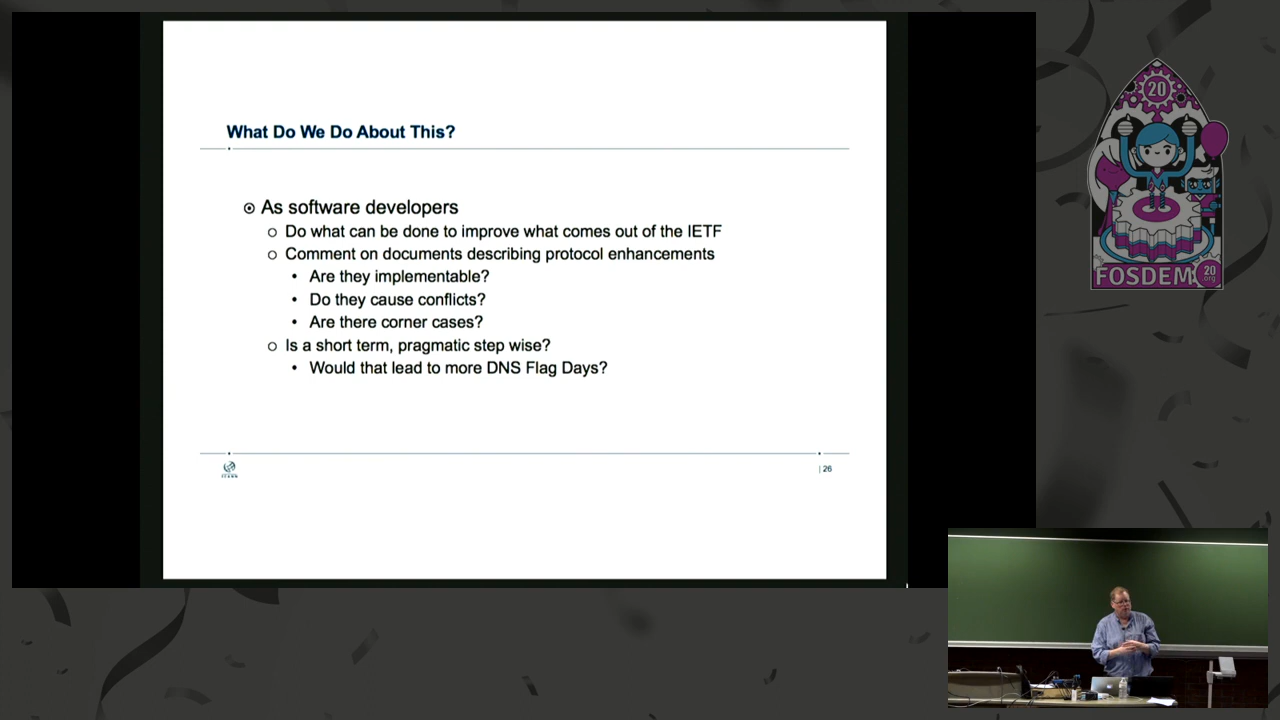 What Do We Do About This?
As software developers
Do what can be done to improve what comes out of the IETF
Comment on documents describing protocol enhancements
• Are they implementable?
• Do they cause conflicts?
• Are there corner cases?
Is a short term, pragmatic step wise?
• Would that lead to more DNS Flag Days?
| 26
20
FOSDEM
20
.org